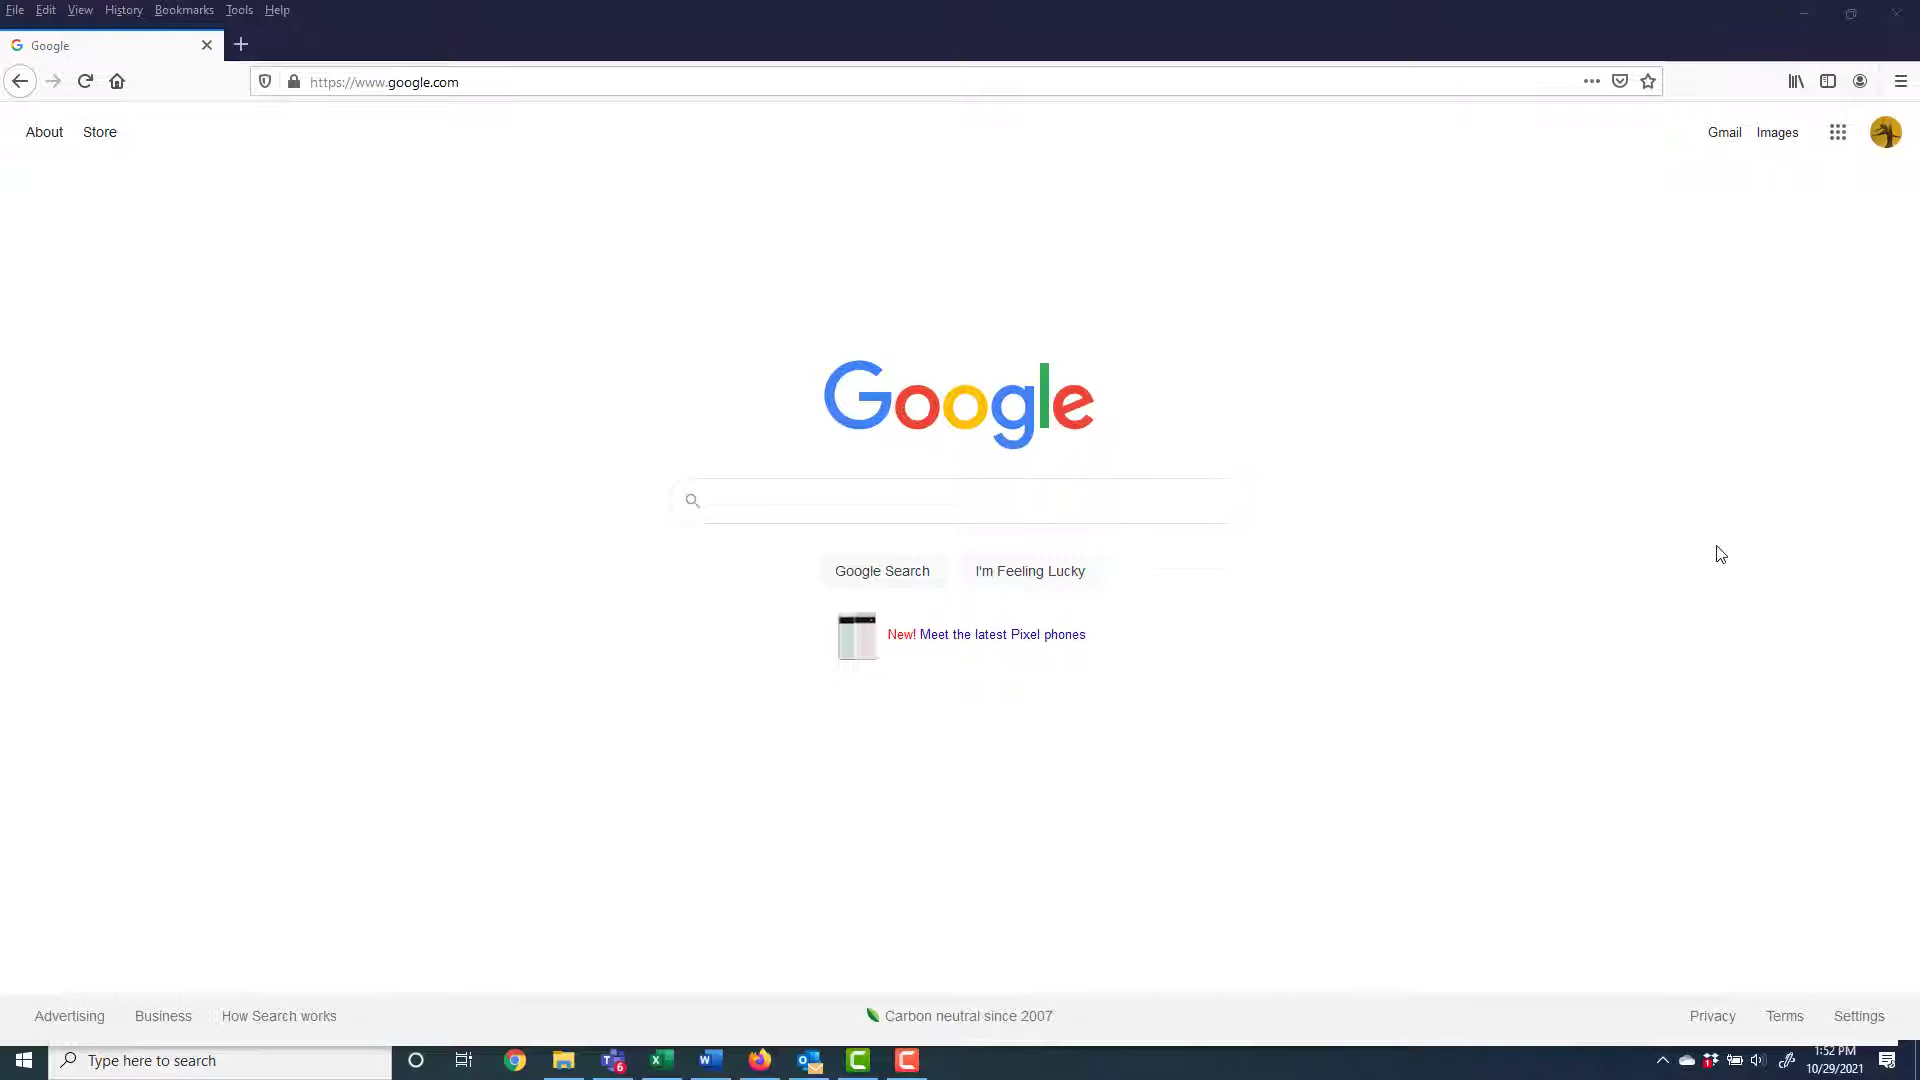 File Edit View History Bookmarks Tools Help
Google
https://www.google.com
About Store Gmail Images
Google
Google Search I'm Feeling Lucky
New! Meet the latest Pixel phones
Advertising Business How Search works Carbon neutral since 2007 Privacy Terms Settings
Type here to search
6
1
1:52 PM
10/29/2021